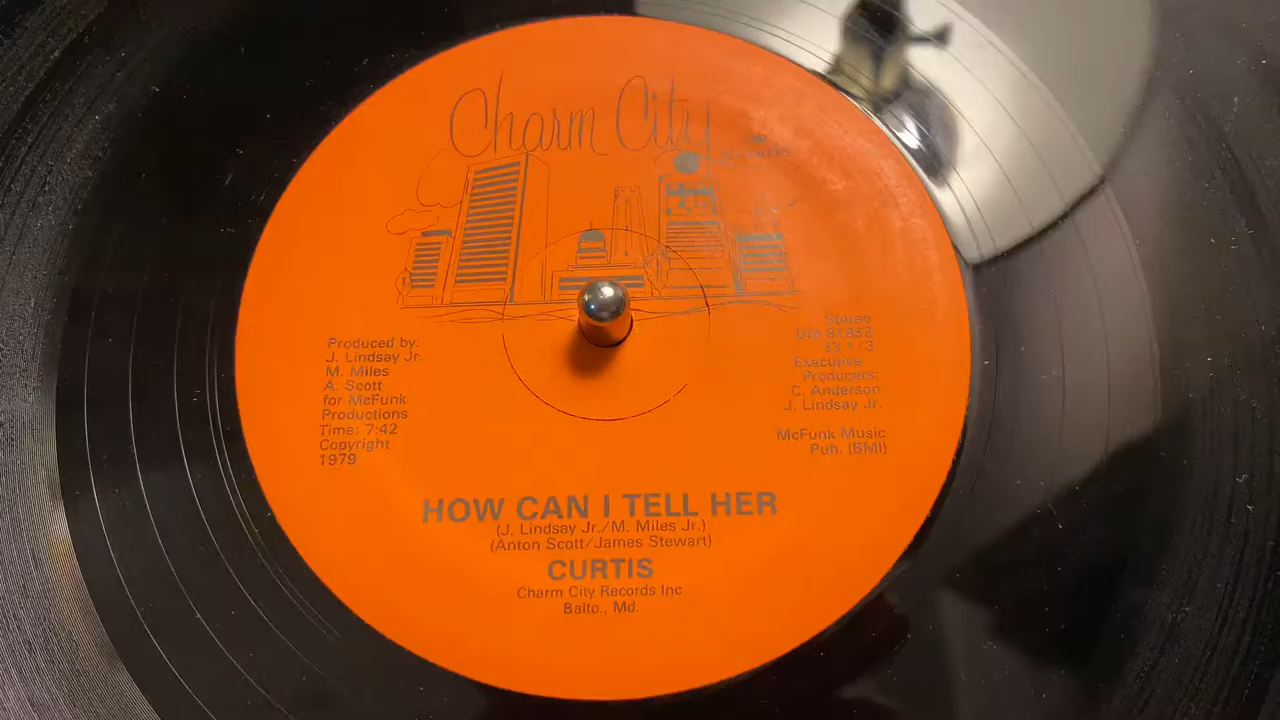 Charm City
Records
Produced by:
J. Lindsay Jr.
M. Miles
A. Scott
for McFunk
Productions
Time: 7:42
Copyright
1979
Stereo
33 1/3
Executive
Producers:
C. Anderson
J. Lindsay Jr.
McFunk Music
Pub. (BMI)
HOW CAN I TELL HER
(J. Lindsay Jr./M. Miles Jr.)
(Anton Scott/James Stewart)
CURTIS
Charm City Records Inc
Balto., Md.